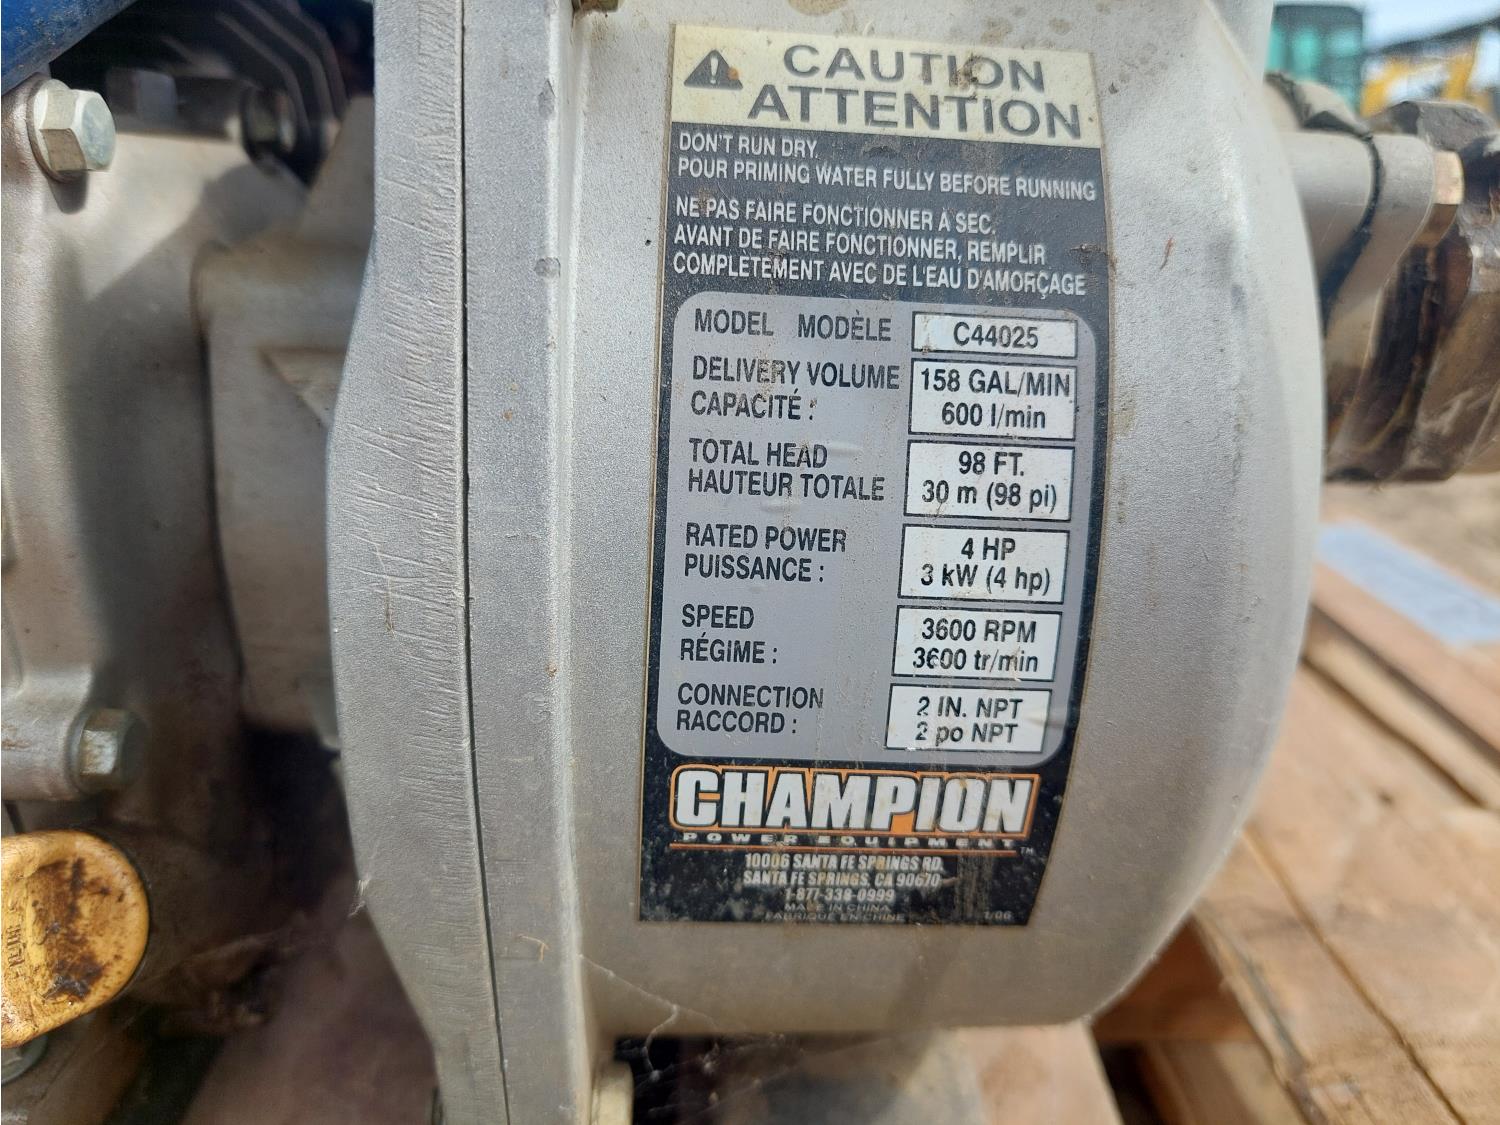 CAUTION
ATTENTION
DON'T RUN DRY.
POUR PRIMING WATER FULLY BEFORE RUNNING
NE PAS FAIRE FONCTIONNER A SEC.
AVANT DE FAIRE FONCTIONNER, REMPLIR
COMPLETEMENT AVEC DE L'EAU D'AMORÇAGE
MODEL MODÈLE C44025
DELIVERY VOLUME 158 GAL/MIN
CAPACITÉ : 600 l/min
TOTAL HEAD 98 FT.
HAUTEUR TOTALE 30 m (98 pi)
RATED POWER 4 HP
PUISSANCE : 3 kW (4 hp)
SPEED 3600 RPM
RÉGIME : 3600 tr/min
CONNECTION 2 IN. NPT
RACCORD : 2 po NPT
CHAMPION
POWER EQUIPMENT™
10006 SANTA FE SPRINGS RD.
SANTA FE SPRINGS, CA 90670
1-877-338-0999
MADE IN CHINA
FABRIQUE EN CHINE 1/06